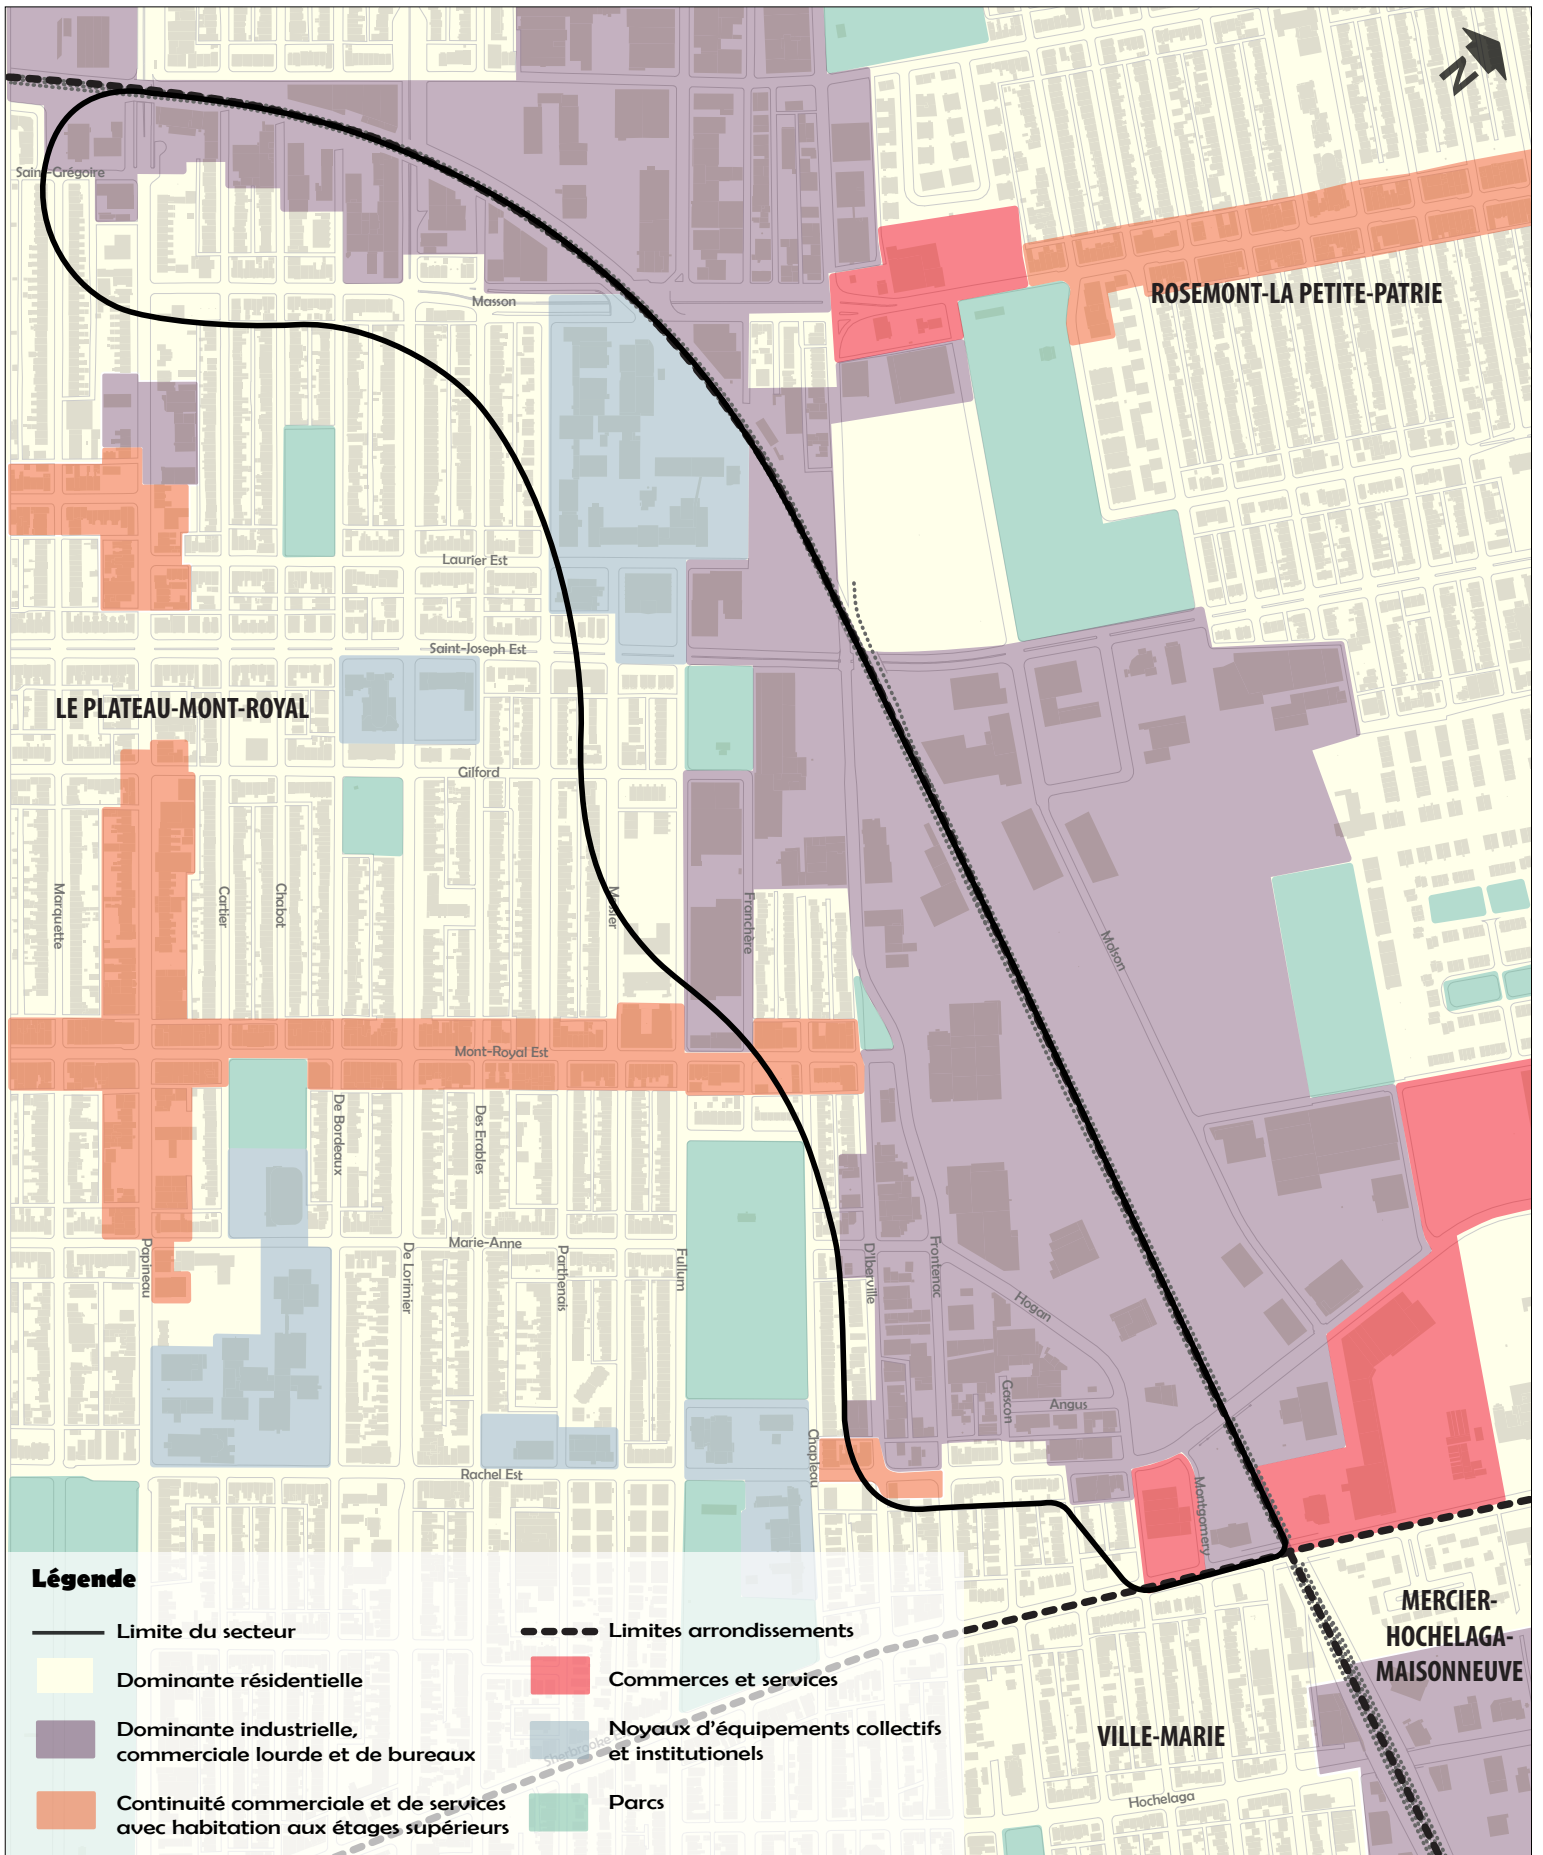 N
Saint-Grégoire
Masson
ROSEMONT-LA PETITE-PATRIE
Laurier Est
Saint-Joseph Est
LE PLATEAU-MONT-ROYAL
Gilford
Marquette
Cartier
Chabot
Messier
Franchère
Molson
Mont-Royal Est
De Bordeaux
Des Erables
Papineau
De Lorimier
Marie-Anne
Parthenais
Fullum
D'Iberville
Frontenac
Hogan
Gascon
Angus
Chapleau
Rachel Est
Montgomery
MERCIER-
HOCHELAGA-
MAISONNEUVE
VILLE-MARIE
Hochelaga
Sherbrooke
Légende
Limite du secteur
Dominante résidentielle
Dominante industrielle,
commerciale lourde et de bureaux
Continuité commerciale et de services
avec habitation aux étages supérieurs
Limites arrondissements
Commerces et services
Noyaux d'équipements collectifs
et institutionels
Parcs